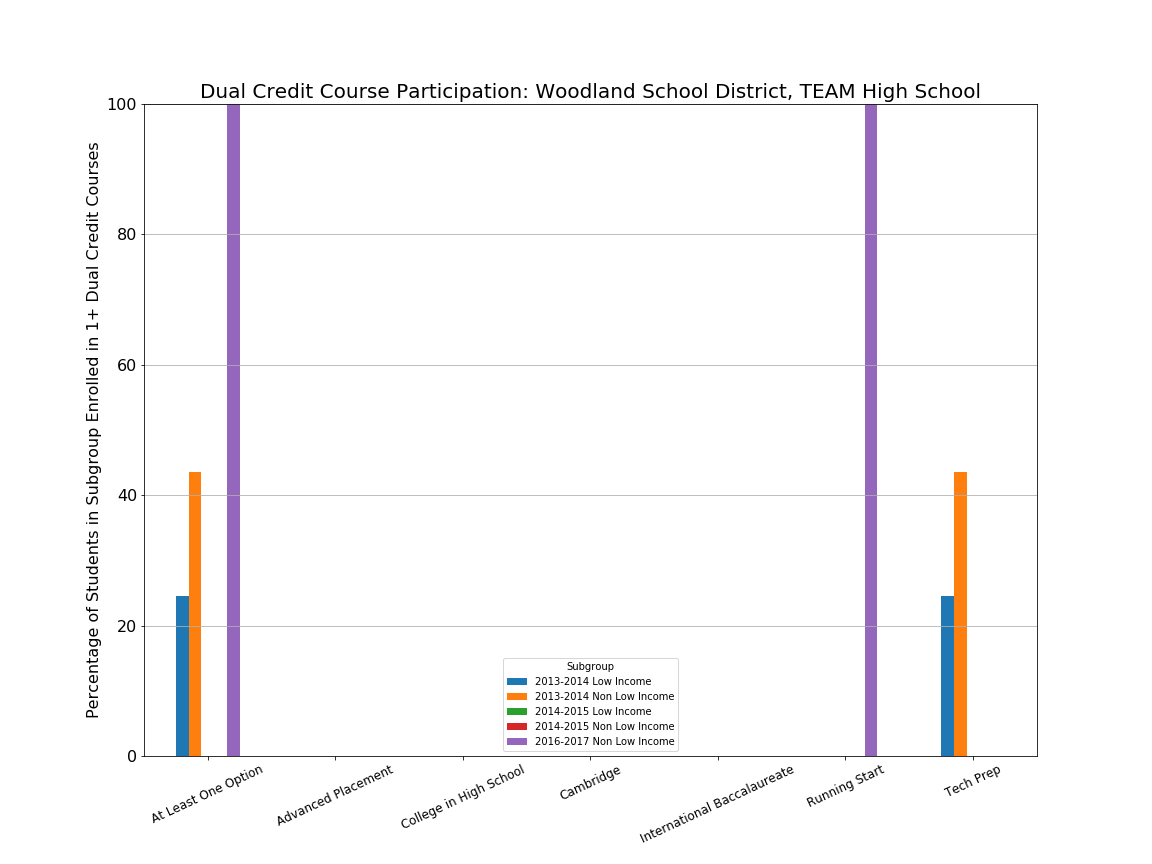 Dual Credit Course Participation: Woodland School District, TEAM High School
Percentage of Students in Subgroup Enrolled in 1+ Dual Credit Courses
100
80
60
40
20
0
Subgroup
2013-2014 Low Income
2013-2014 Non Low Income
2014-2015 Low Income
2014-2015 Non Low Income
2016-2017 Non Low Income
At Least One Option
Advanced Placement
College in High School
Cambridge
International Baccalaureate
Running Start
Tech Prep